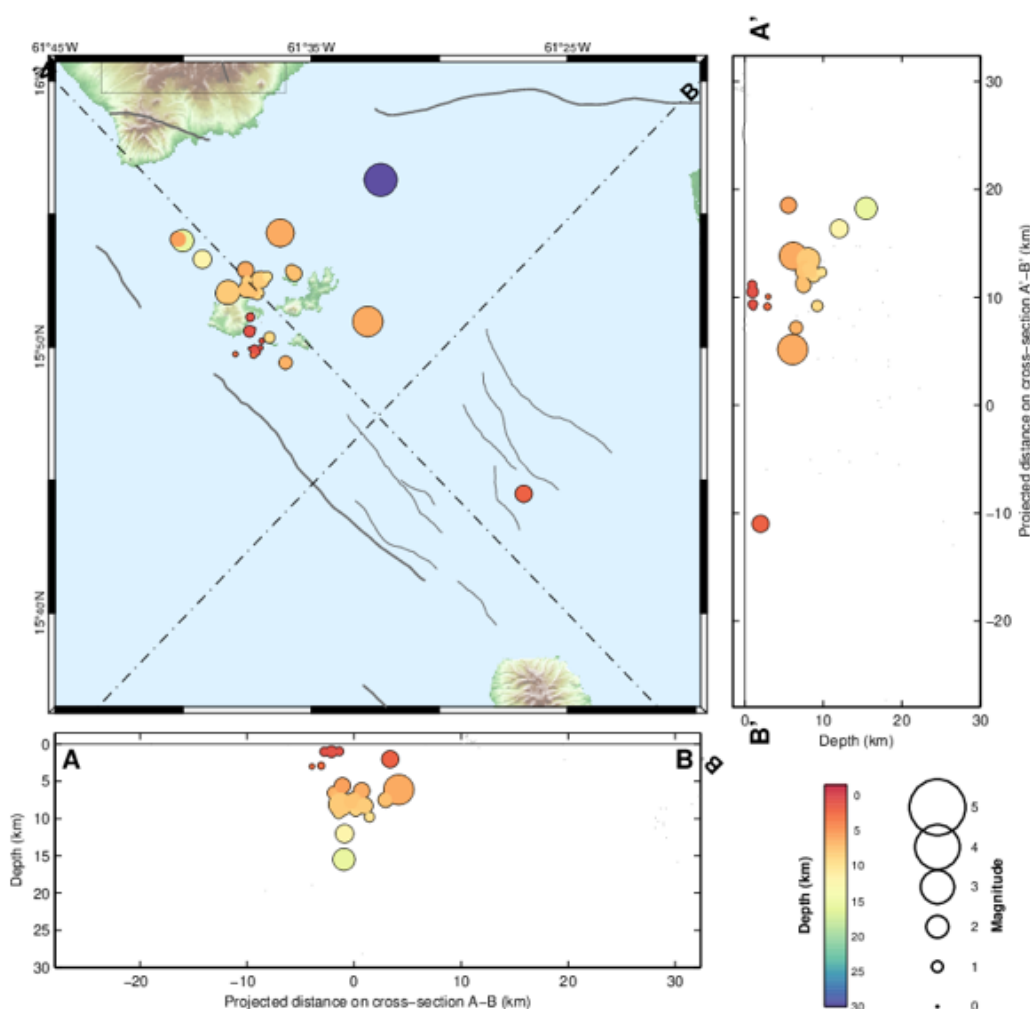 61°45'W 61°35'W 61°25'W
A'
B
15°50'N
15°40'N
30
20
10
0
−10
−20
Projected distance on cross−section A'−B' (km)
0 10 20 30
Depth (km)
B'
A B
B
0
5
10
15
20
25
30
Depth (km)
−20 −10 0 10 20 30
Projected distance on cross−section A−B (km)
Depth (km)
0
5
10
15
20
25
30
5
4
3
2
1
0
Magnitude